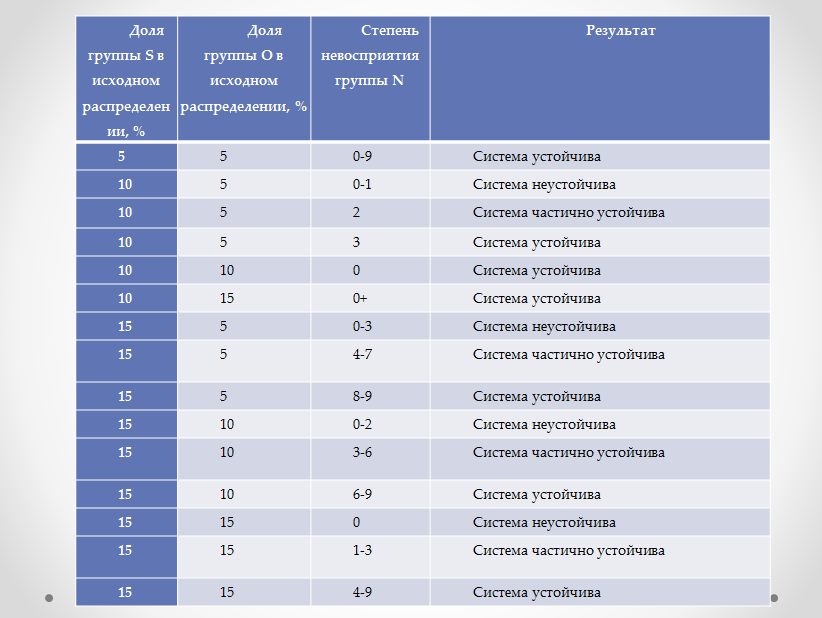 Доля группы S в исходном распределен ии, % Доля группы O в исходном распределении, % Степень невосприятия группы N Результат
5 5 0-9 Система устойчива
10 5 0-1 Система неустойчива
10 5 2 Система частично устойчива
10 5 3 Система устойчива
10 10 0 Система устойчива
10 15 0+ Система устойчива
15 5 0-3 Система неустойчива
15 5 4-7 Система частично устойчива
15 5 8-9 Система устойчива
15 10 0-2 Система неустойчива
15 10 3-6 Система частично устойчива
15 10 6-9 Система устойчива
15 15 0 Система неустойчива
15 15 1-3 Система частично устойчива
15 15 4-9 Система устойчива